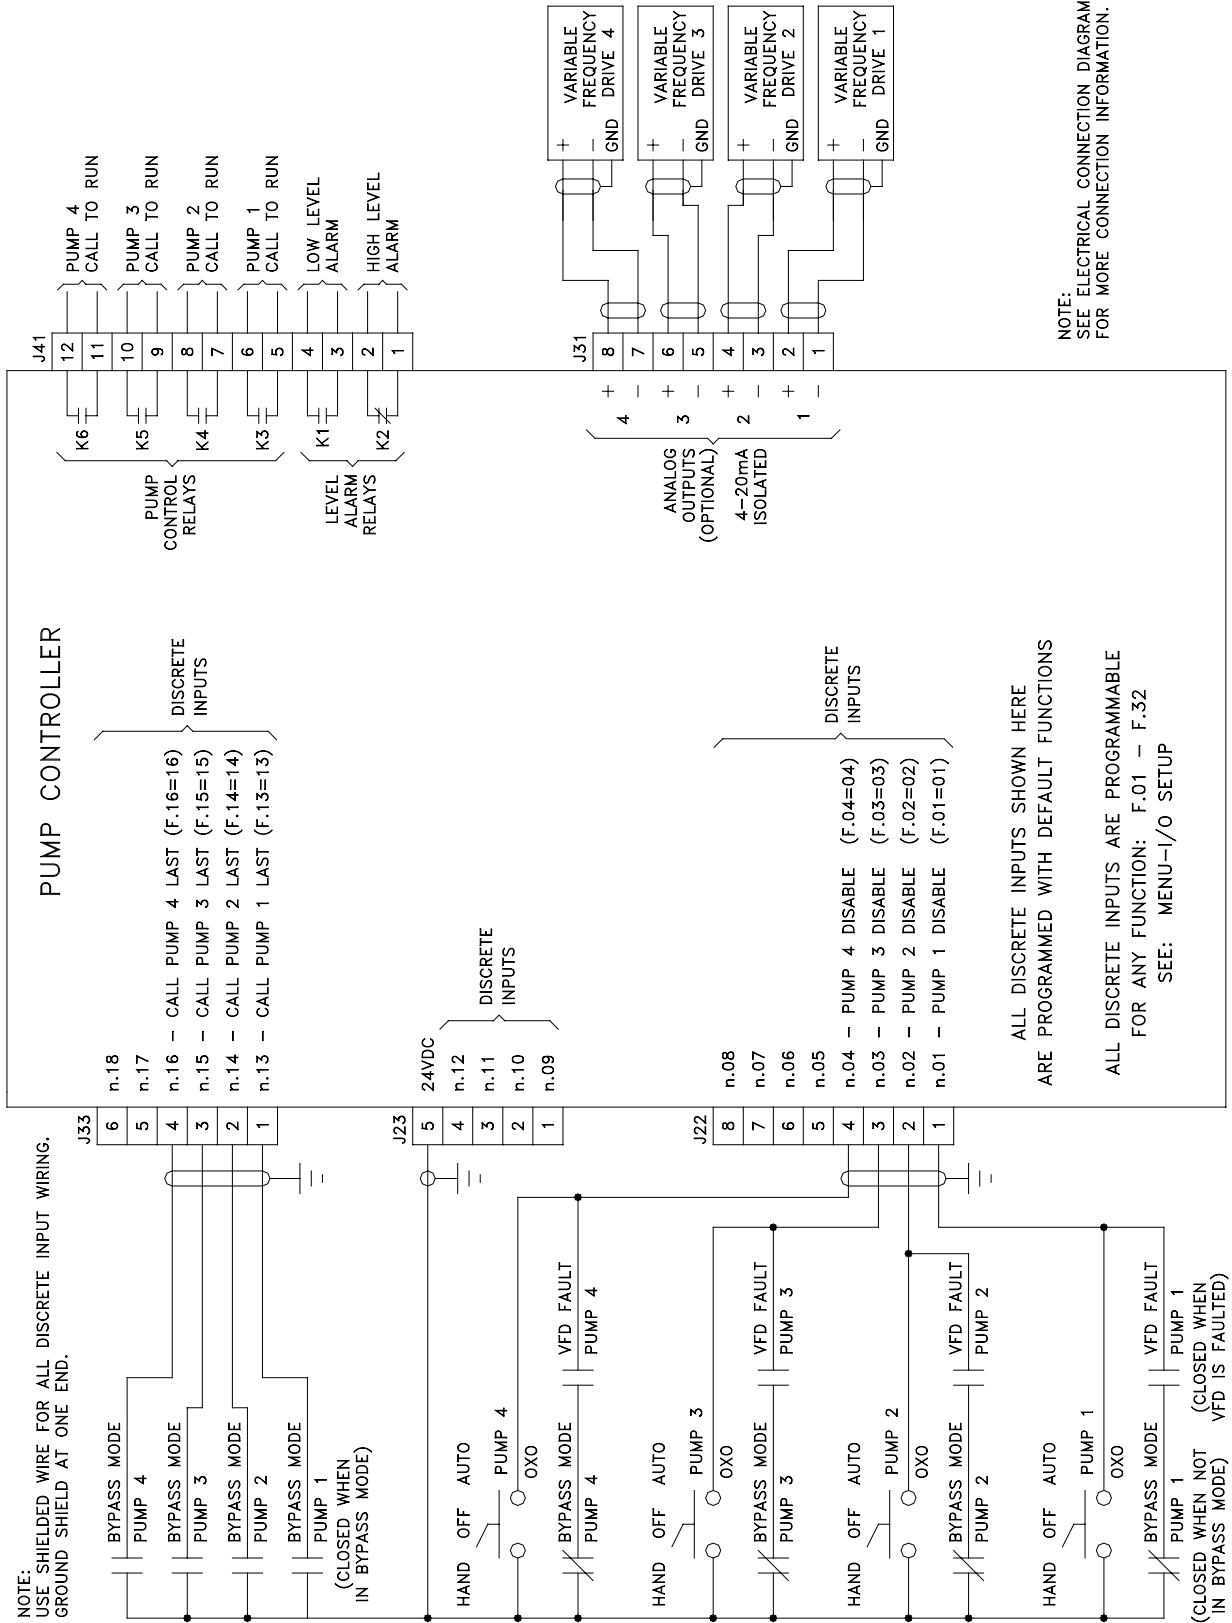 NOTE:
USE SHIELDED WIRE FOR ALL DISCRETE INPUT WIRING.
GROUND SHIELD AT ONE END.
BYPASS MODE
PUMP 4
BYPASS MODE
PUMP 3
BYPASS MODE
PUMP 2
BYPASS MODE
PUMP 1
(CLOSED WHEN
IN BYPASS MODE)
HAND OFF AUTO
PUMP 4
OXO
BYPASS MODE
PUMP 4
VFD FAULT
PUMP 4
HAND OFF AUTO
PUMP 3
OXO
BYPASS MODE
PUMP 3
VFD FAULT
PUMP 3
HAND OFF AUTO
PUMP 2
OXO
BYPASS MODE
PUMP 2
VFD FAULT
PUMP 2
HAND OFF AUTO
PUMP 1
OXO
BYPASS MODE
PUMP 1
VFD FAULT
PUMP 1
(CLOSED WHEN NOT
IN BYPASS MODE)
(CLOSED WHEN
VFD IS FAULTED)
PUMP CONTROLLER
J33
6 n.18
5 n.17
4 n.16 – CALL PUMP 4 LAST (F.16=16)
3 n.15 – CALL PUMP 3 LAST (F.15=15)
2 n.14 – CALL PUMP 2 LAST (F.14=14)
1 n.13 – CALL PUMP 1 LAST (F.13=13)
DISCRETE
INPUTS
J23
5 24VDC
4 n.12
3 n.11
2 n.10
1 n.09
DISCRETE
INPUTS
J22
8 n.08
7 n.07
6 n.06
5 n.05
4 n.04 – PUMP 4 DISABLE (F.04=04)
3 n.03 – PUMP 3 DISABLE (F.03=03)
2 n.02 – PUMP 2 DISABLE (F.02=02)
1 n.01 – PUMP 1 DISABLE (F.01=01)
DISCRETE
INPUTS
ALL DISCRETE INPUTS SHOWN HERE
ARE PROGRAMMED WITH DEFAULT FUNCTIONS
ALL DISCRETE INPUTS ARE PROGRAMMABLE
FOR ANY FUNCTION: F.01 – F.32
SEE: MENU–I/O SETUP
PUMP
CONTROL
RELAYS
K6
K5
K4
K3
LEVEL
ALARM
RELAYS
K1
K2
J41
12
11
10
9
8
7
6
5
4
3
2
1
PUMP 4
CALL TO RUN
PUMP 3
CALL TO RUN
PUMP 2
CALL TO RUN
PUMP 1
CALL TO RUN
LOW LEVEL
ALARM
HIGH LEVEL
ALARM
ANALOG
OUTPUTS
(OPTIONAL)
4–20mA
ISOLATED
4 + –
3 + –
2 + –
1 + –
J31
8
7
6
5
4
3
2
1
+
–
GND
VARIABLE
FREQUENCY
DRIVE 4
+
–
GND
VARIABLE
FREQUENCY
DRIVE 3
+
–
GND
VARIABLE
FREQUENCY
DRIVE 2
+
–
GND
VARIABLE
FREQUENCY
DRIVE 1
NOTE:
SEE ELECTRICAL CONNECTION DIAGRAM
FOR MORE CONNECTION INFORMATION.